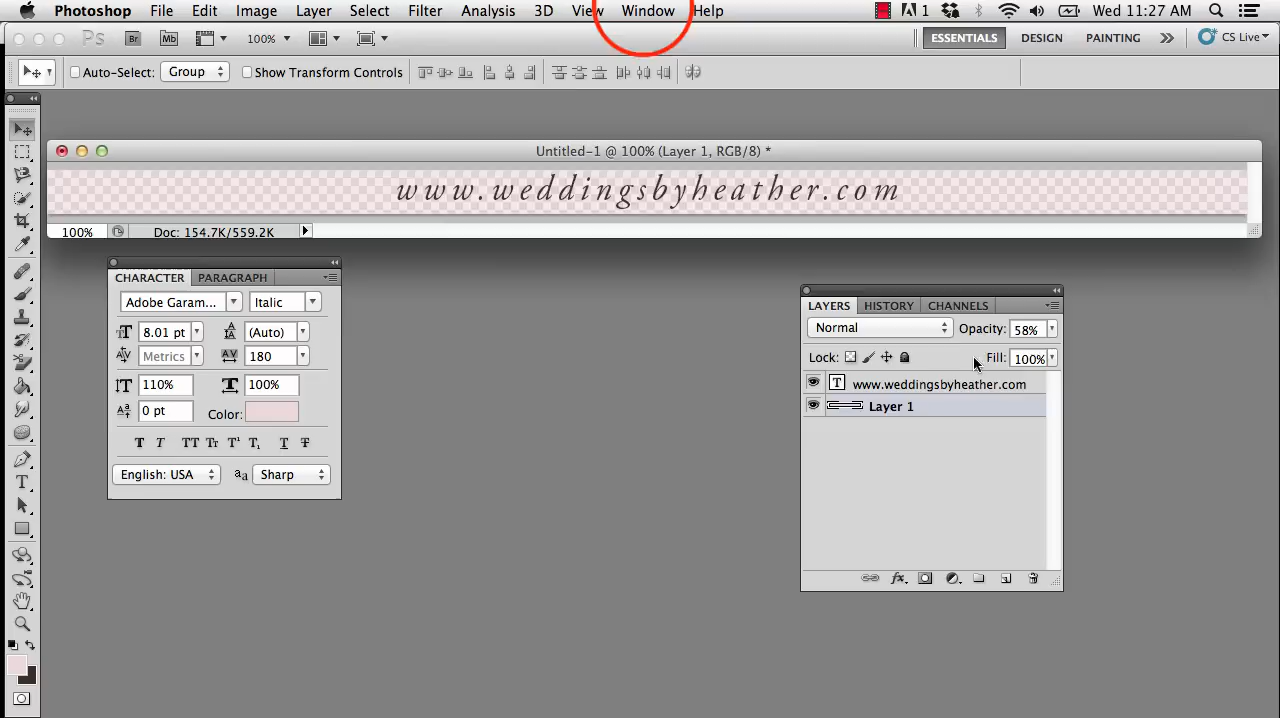 Photoshop File Edit Image Layer Select Filter Analysis 3D View Window Help 1 Wed 11:27 AM
Ps Br Mb 100% ESSENTIALS DESIGN PAINTING CS Live
Auto-Select: Group Show Transform Controls
Untitled-1 @ 100% (Layer 1, RGB/8) *
www.weddingsbyheather.com
100% Doc: 154.7K/559.2K
CHARACTER PARAGRAPH
Adobe Garam... Italic
8.01 pt (Auto)
Metrics 180
110% 100%
0 pt Color:
T T TT Tr T¹ T₁ T T
English: USA aa Sharp
LAYERS HISTORY CHANNELS
Normal Opacity: 58%
Lock: Fill: 100%
T www.weddingsbyheather.com
Layer 1
fx